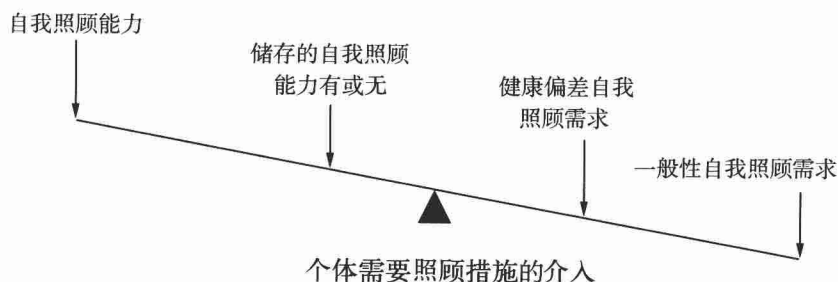 自我照顾能力
储存的自我照顾
能力有或无
健康偏差自我
照顾需求
一般性自我照顾需求
个体需要照顾措施的介入